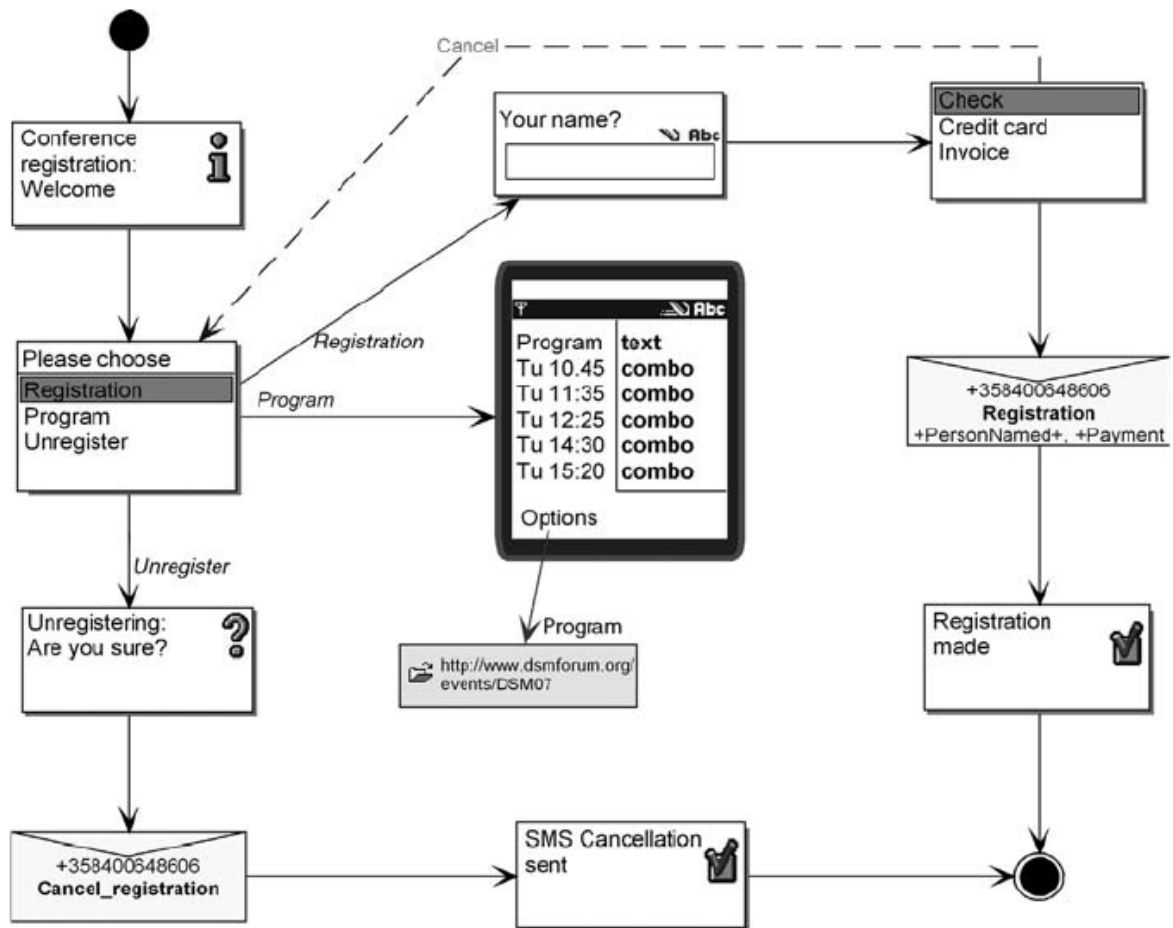 Cancel
Conference
registration:
Welcome
Your name?
Abc
Check
Credit card
Invoice
Please choose
Registration
Program
Unregister
Registration
Program
Abc
Program text
Tu 10.45 combo
Tu 11:35 combo
Tu 12:25 combo
Tu 14:30 combo
Tu 15:20 combo
Options
+358400648606
Registration
+PersonNamed+, +Payment
Unregister
Unregistering:
Are you sure?
Program
http://www.dsmforum.org/
events/DSM07
Registration
made
+358400648606
Cancel_registration
SMS Cancellation
sent